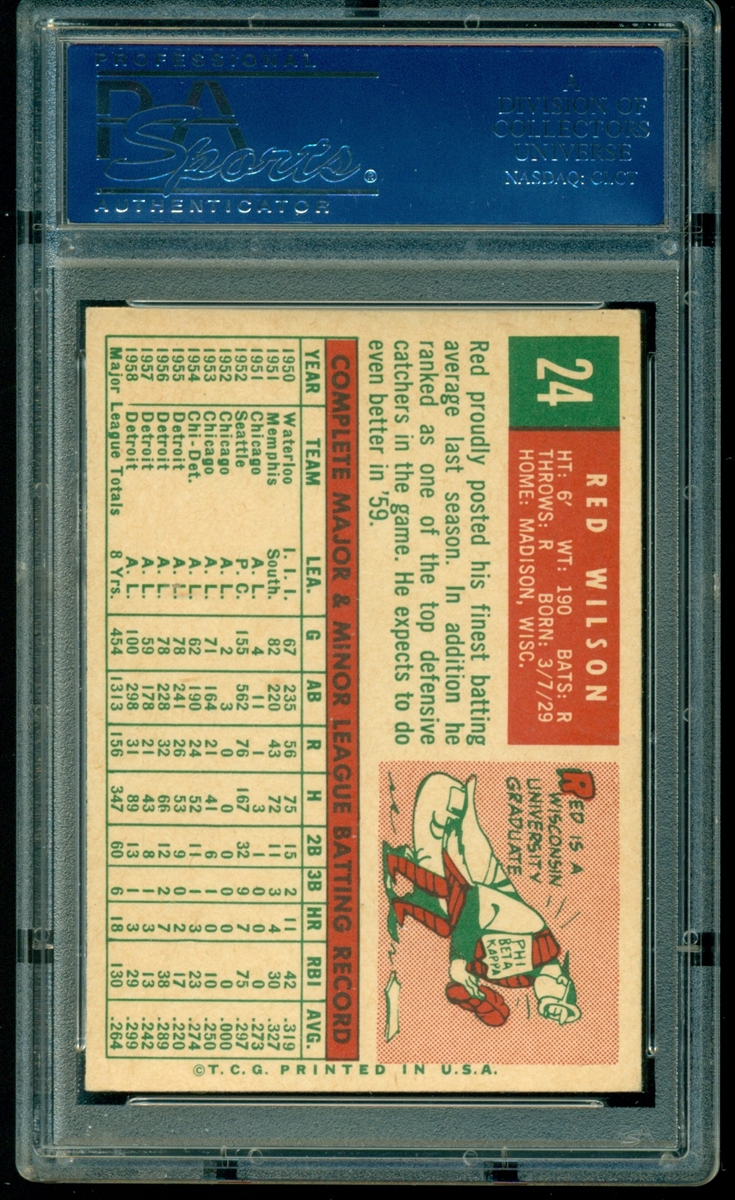 PROFESSIONAL
PSA
Sports®
AUTHENTICATOR
A
DIVISION OF
COLLECTORS
UNIVERSE
NASDAQ: CLCT
24
RED WILSON
HT: 6' WT: 190 BATS: R
THROWS: R BORN: 3/7/29
HOME: MADISON, WISC.
Red proudly posted his finest batting
average last season. In addition he
ranked as one of the top defensive
catchers in the game. He expects to do
even better in '59.
RED IS A
WISCONSIN
UNIVERSITY
GRADUATE
PHI
BETA
KAPPA
COMPLETE MAJOR & MINOR LEAGUE BATTING RECORD
YEAR TEAM LEA. G AB R H 2B 3B HR RBI AVG.
1950 Waterloo I. I. I. 67 235 56 75 15 2 11 42 .319
1951 Memphis South. 82 220 43 72 11 3 4 30 .327
1951 Chicago A. L. 4 11 1 3 1 0 0 0 .273
1952 Seattle P. C. 155 562 76 167 32 9 7 75 .297
1952 Chicago A. L. 2 3 0 0 0 0 0 0 .000
1953 Chicago A. L. 71 164 21 41 6 1 0 10 .250
1954 Chi-Det. A. L. 62 190 24 52 11 1 3 23 .274
1955 Detroit A. L. 78 241 26 53 9 0 2 17 .220
1956 Detroit A. L. 78 228 32 66 12 2 7 38 .289
1957 Detroit A. L. 59 178 21 43 8 1 3 13 .242
1958 Detroit A. L. 100 298 31 89 13 1 3 29 .299
Major League Totals 8 Yrs. 454 1313 156 347 60 6 18 130 .264
©T.C.G. PRINTED IN U.S.A.